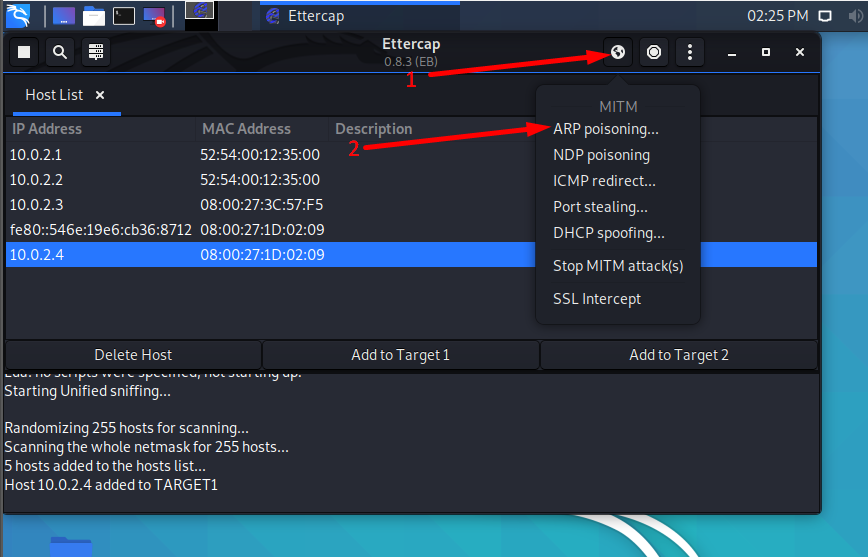 Ettercap
02:25 PM
Ettercap
0.8.3 (EB)
1
Host List ×
MITM
IP Address MAC Address Description
2
ARP poisoning...
10.0.2.1 52:54:00:12:35:00
NDP poisoning
10.0.2.2 52:54:00:12:35:00
ICMP redirect...
10.0.2.3 08:00:27:3C:57:F5
Port stealing...
fe80::546e:19e6:cb36:8712 08:00:27:1D:02:09
DHCP spoofing...
10.0.2.4 08:00:27:1D:02:09
Stop MITM attack(s)
SSL Intercept
Delete Host Add to Target 1 Add to Target 2
Lua: no scripts were specified, not starting up!
Starting Unified sniffing...
Randomizing 255 hosts for scanning...
Scanning the whole netmask for 255 hosts...
5 hosts added to the hosts list...
Host 10.0.2.4 added to TARGET1